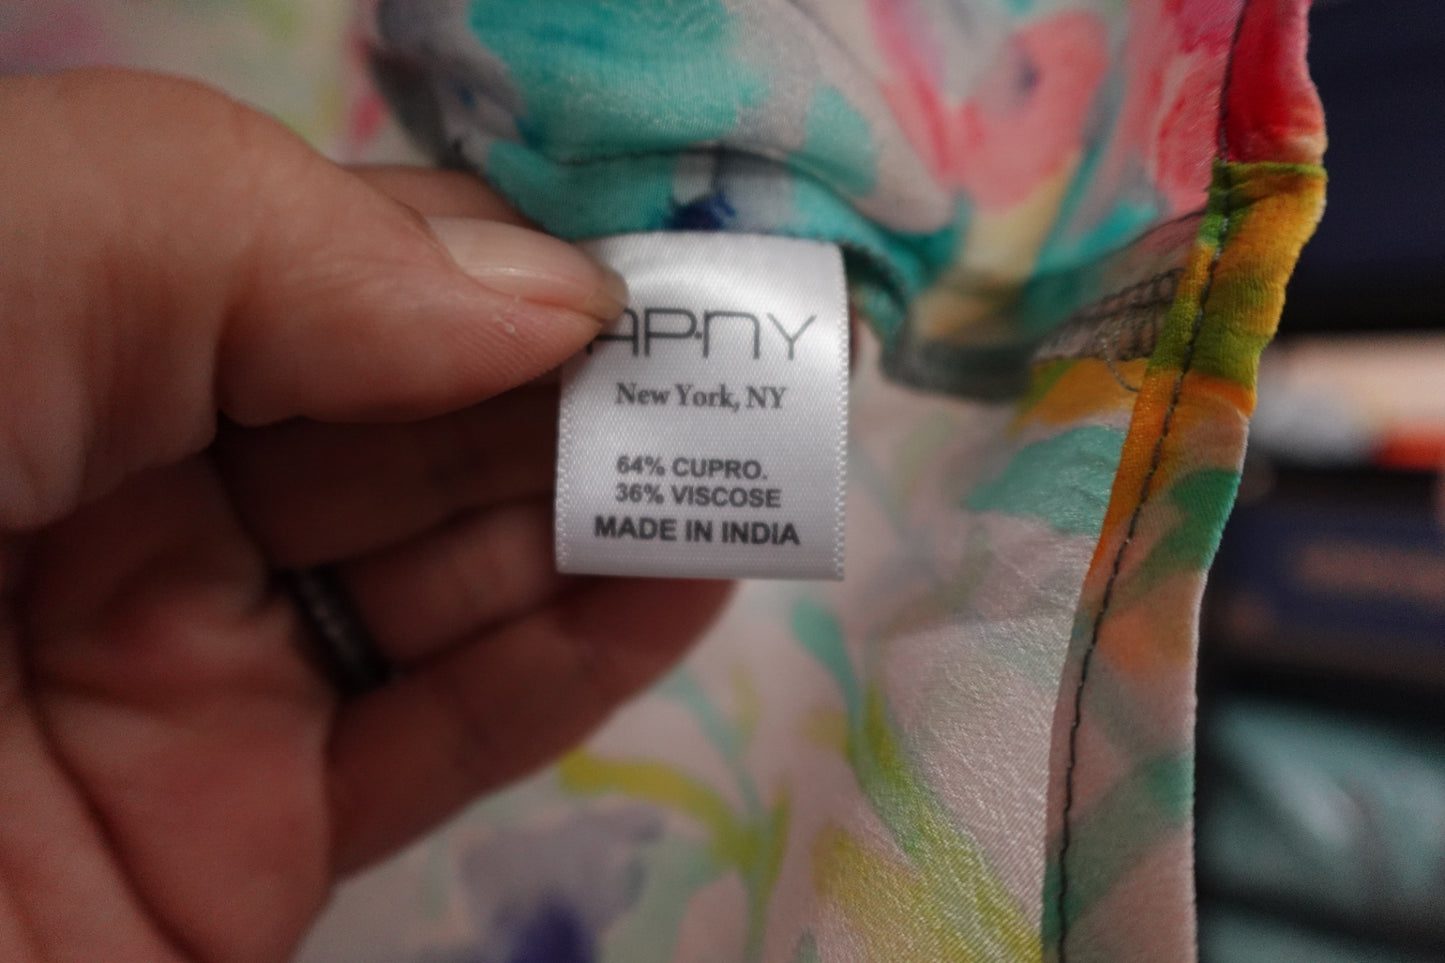 AP·NY
New York, NY
64% CUPRO.
36% VISCOSE
MADE IN INDIA